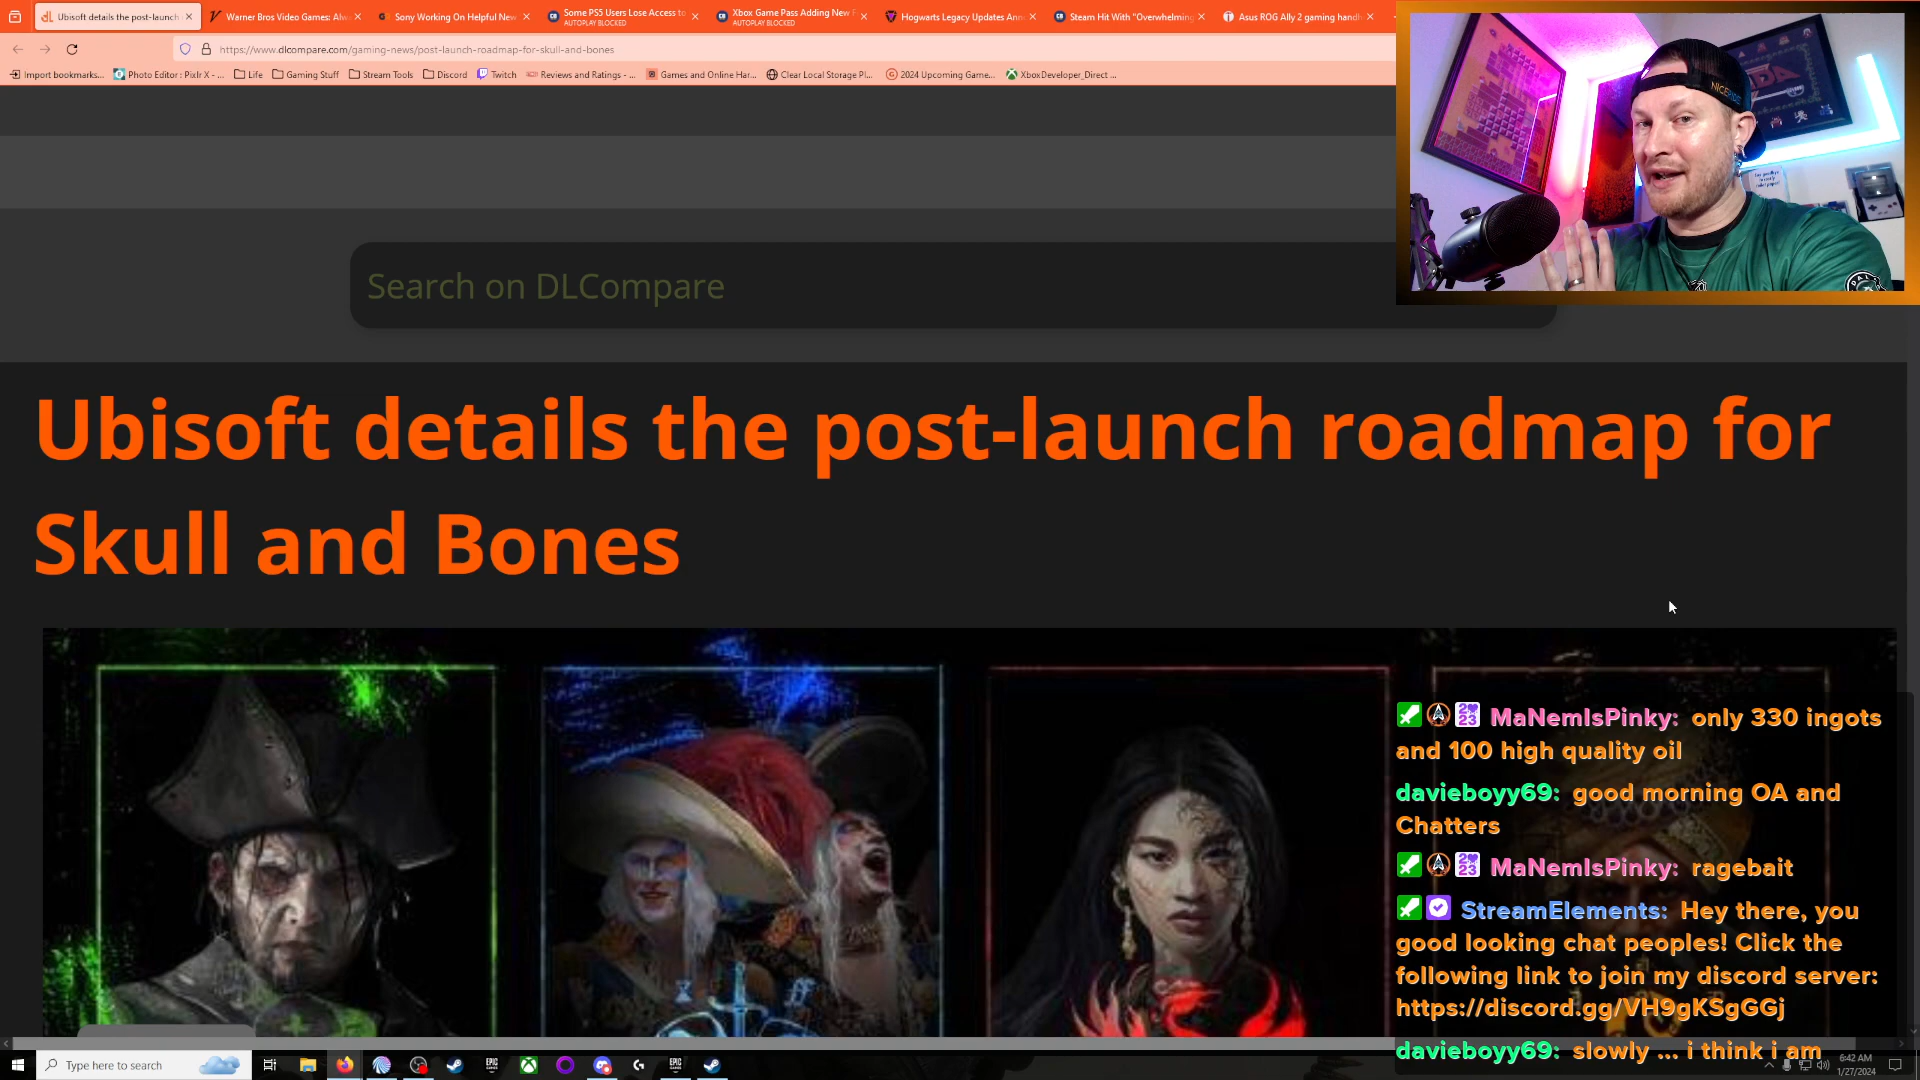 Ubisoft details the post-launch
Warner Bros Video Games: Alw
Sony Working On Helpful New
Some PS5 Users Lose Access to
AUTOPLAY BLOCKED
Xbox Game Pass Adding New
AUTOPLAY BLOCKED
Hogwarts Legacy Updates Ann
Steam Hit With "Overwhelming
Asus ROG Ally 2 gaming handh
https://www.dlcompare.com/gaming-news/post-launch-roadmap-for-skull-and-bones
Import bookmarks...
Photo Editor : Pixlr X - ...
Life
Gaming Stuff
Stream Tools
Discord
Twitch
Reviews and Ratings - ...
Games and Online Har...
Clear Local Storage Pl...
2024 Upcoming Game...
XboxDeveloper_Direct ...
Search on DLCompare
Ubisoft details the post-launch roadmap for
Skull and Bones
MaNemIsPinky: only 330 ingots
and 100 high quality oil
davieboyy69: good morning OA and
Chatters
MaNemIsPinky: ragebait
StreamElements: Hey there, you
good looking chat peoples! Click the
following link to join my discord server:
https://discord.gg/VH9gKSgGGj
davieboyy69: slowly ... i think i am
Type here to search
6:42 AM
1/27/2024